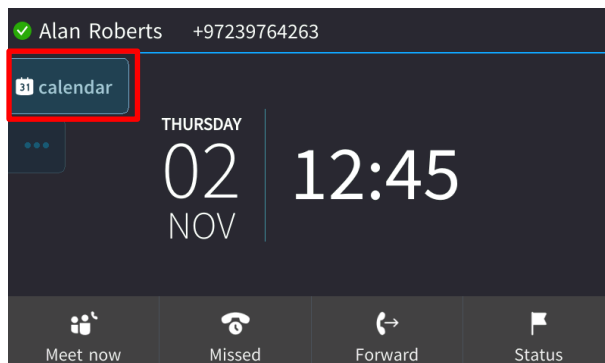 Alan Roberts +97239764263
31 calendar
THURSDAY
02
NOV
12:45
Meet now Missed Forward Status